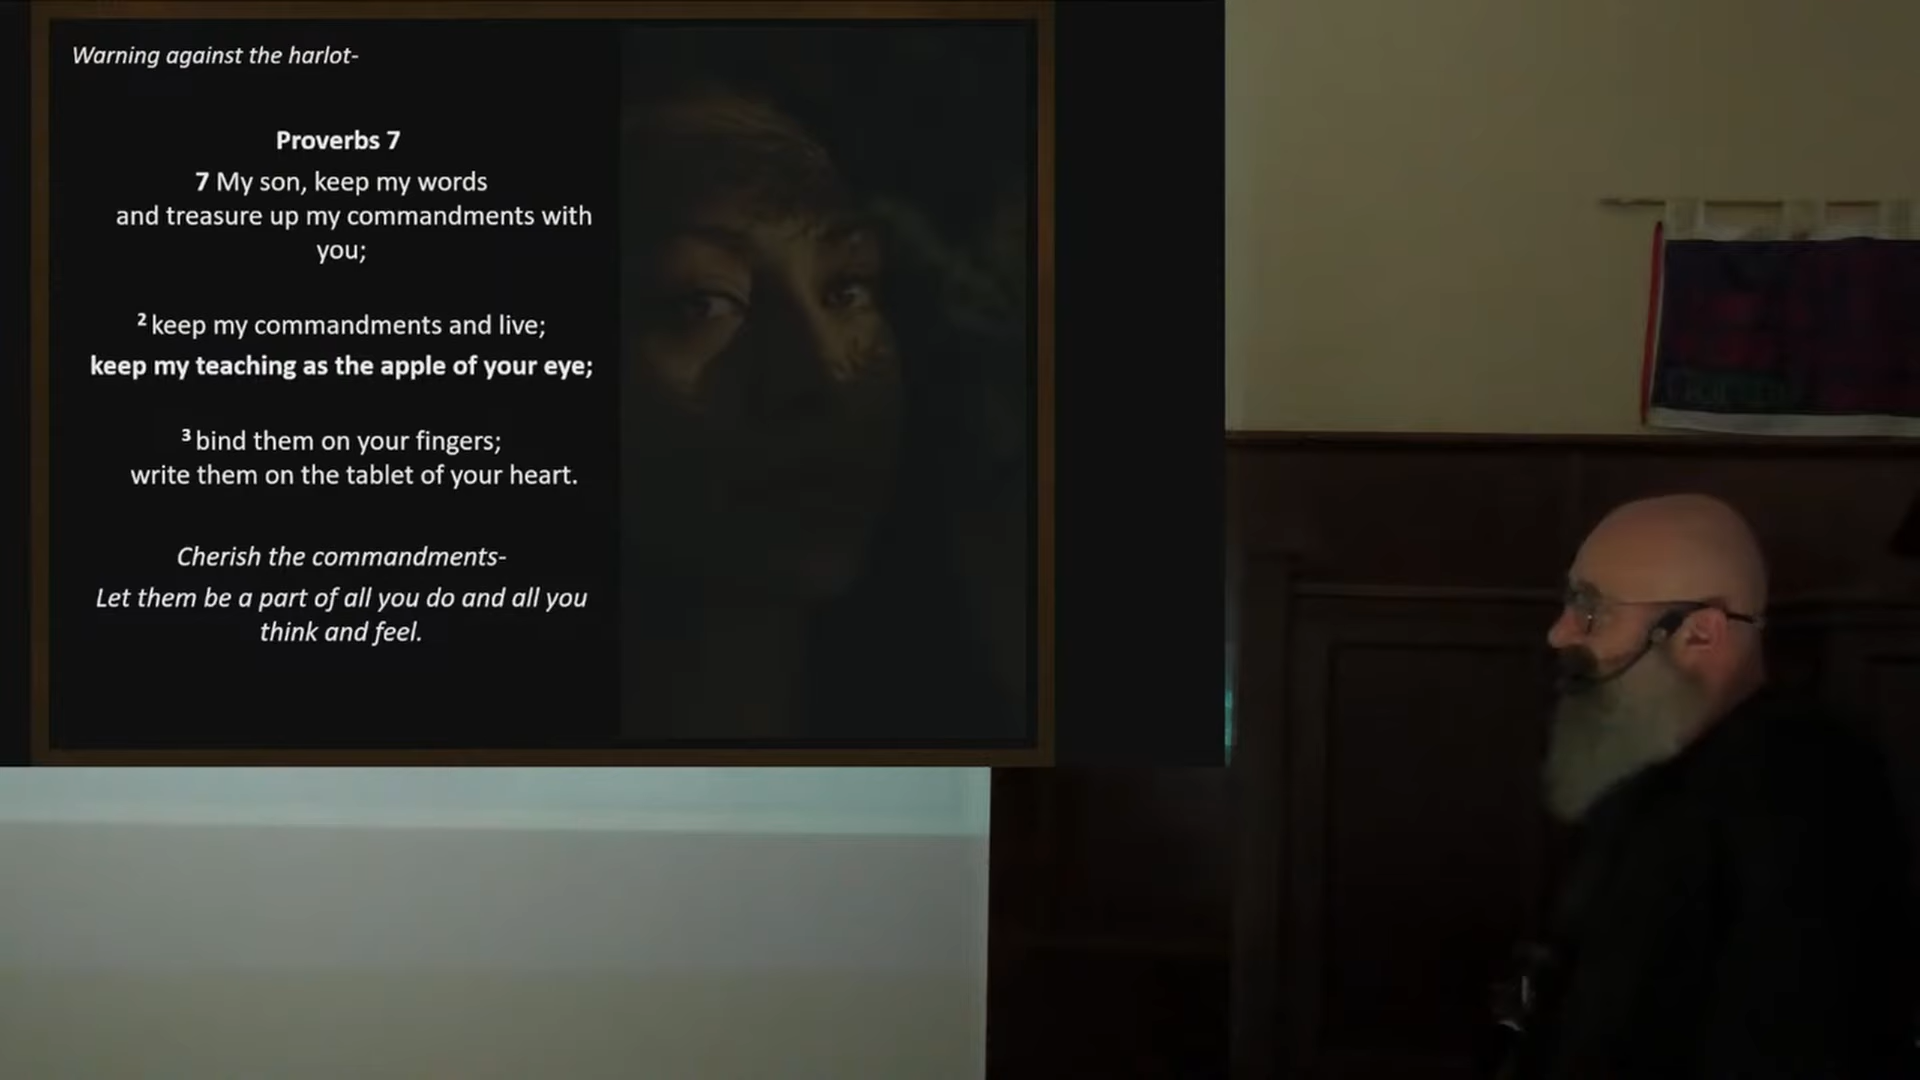 Warning against the harlot-
Proverbs 7
7 My son, keep my words
and treasure up my commandments with
you;
2 keep my commandments and live;
keep my teaching as the apple of your eye;
3 bind them on your fingers;
write them on the tablet of your heart.
Cherish the commandments-
Let them be a part of all you do and all you
think and feel.